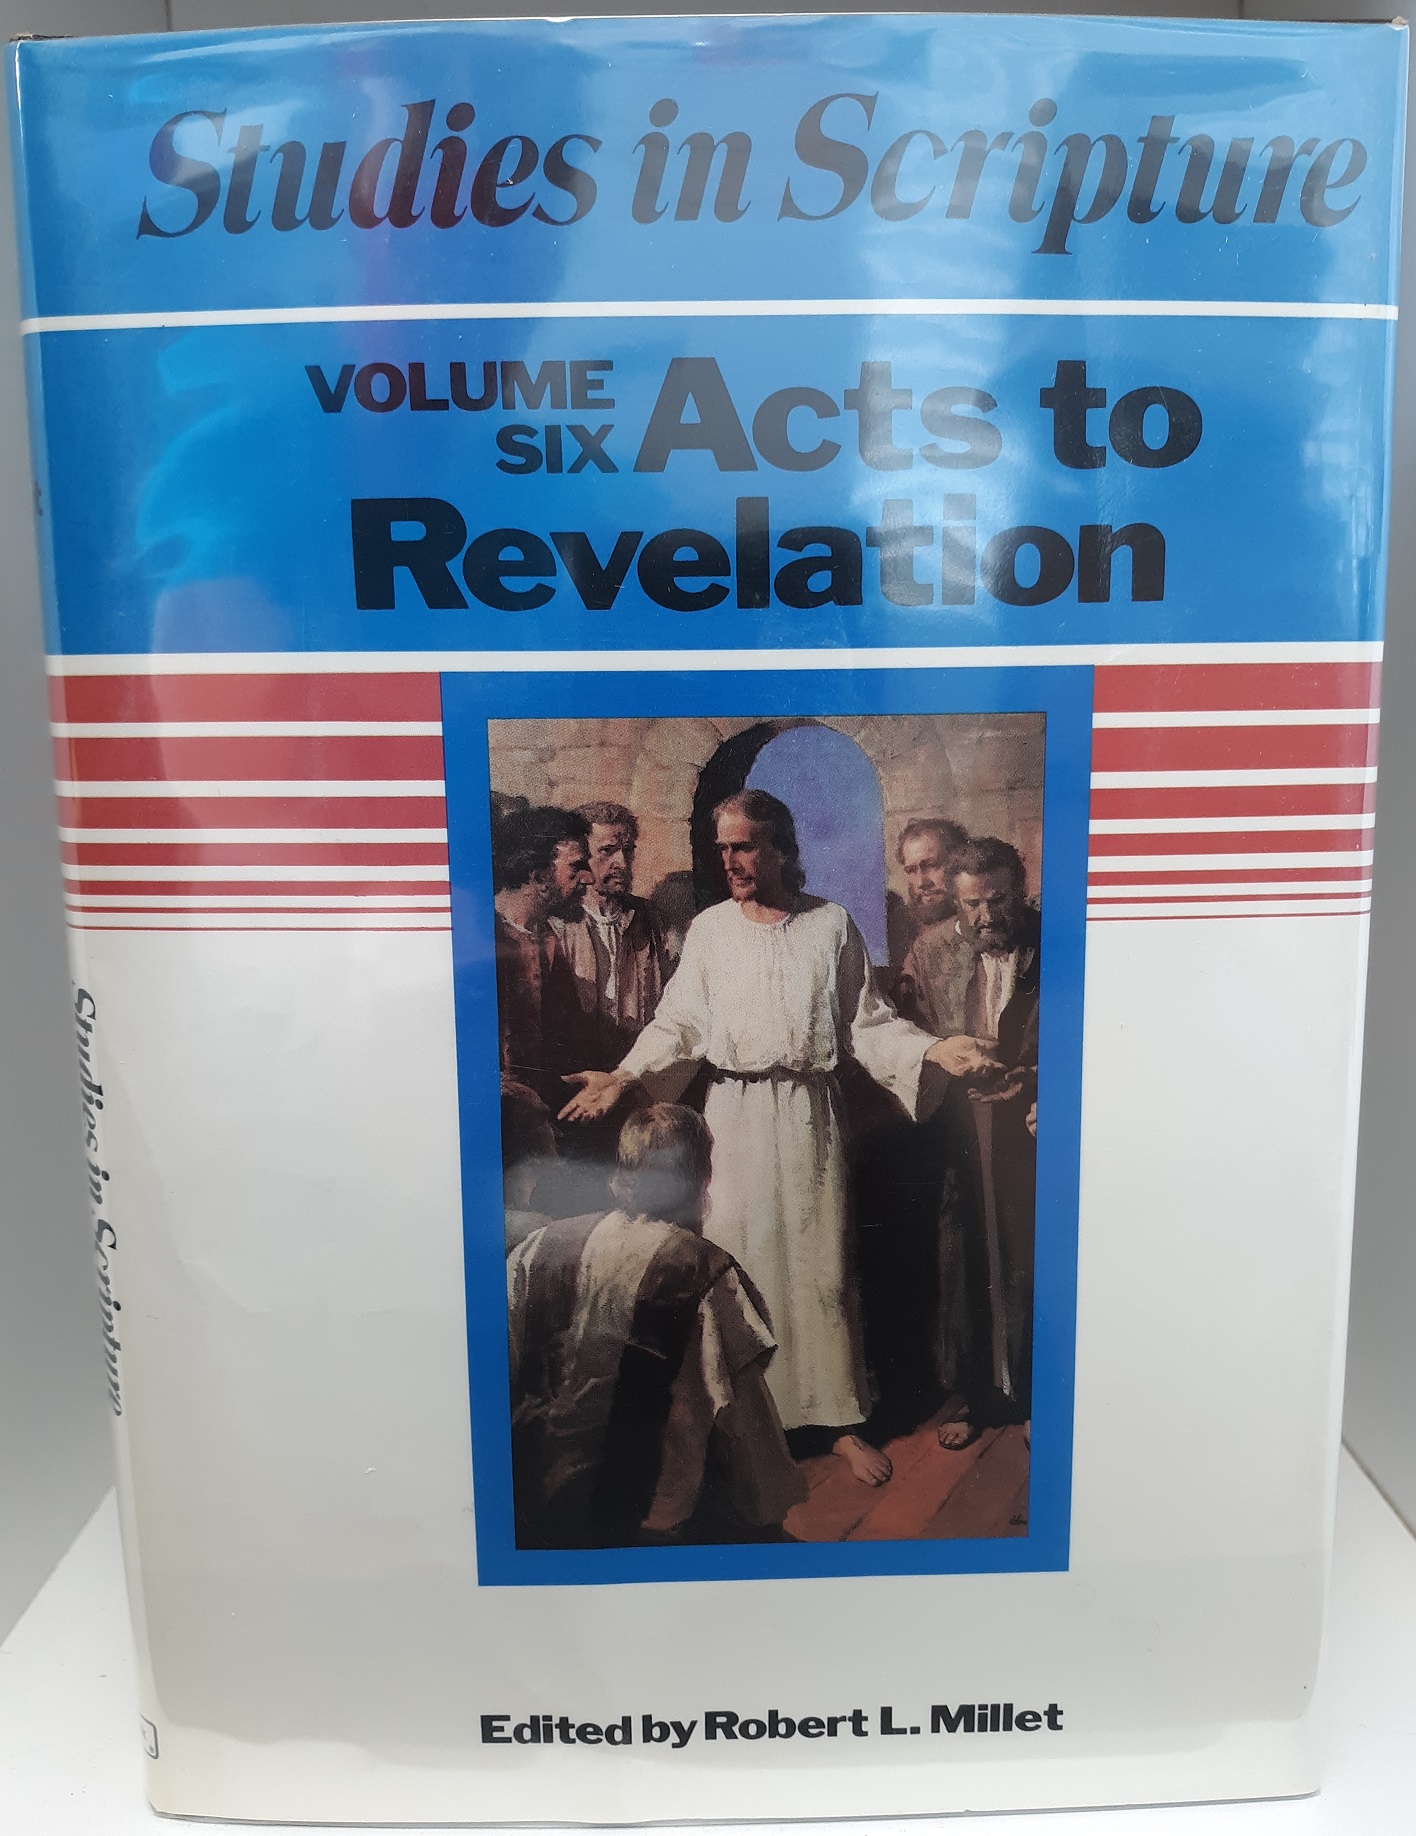 Studies in Scripture
VOLUME
SIX
Acts to
Revelation
Edited by Robert L. Millet
Studies in Scripture